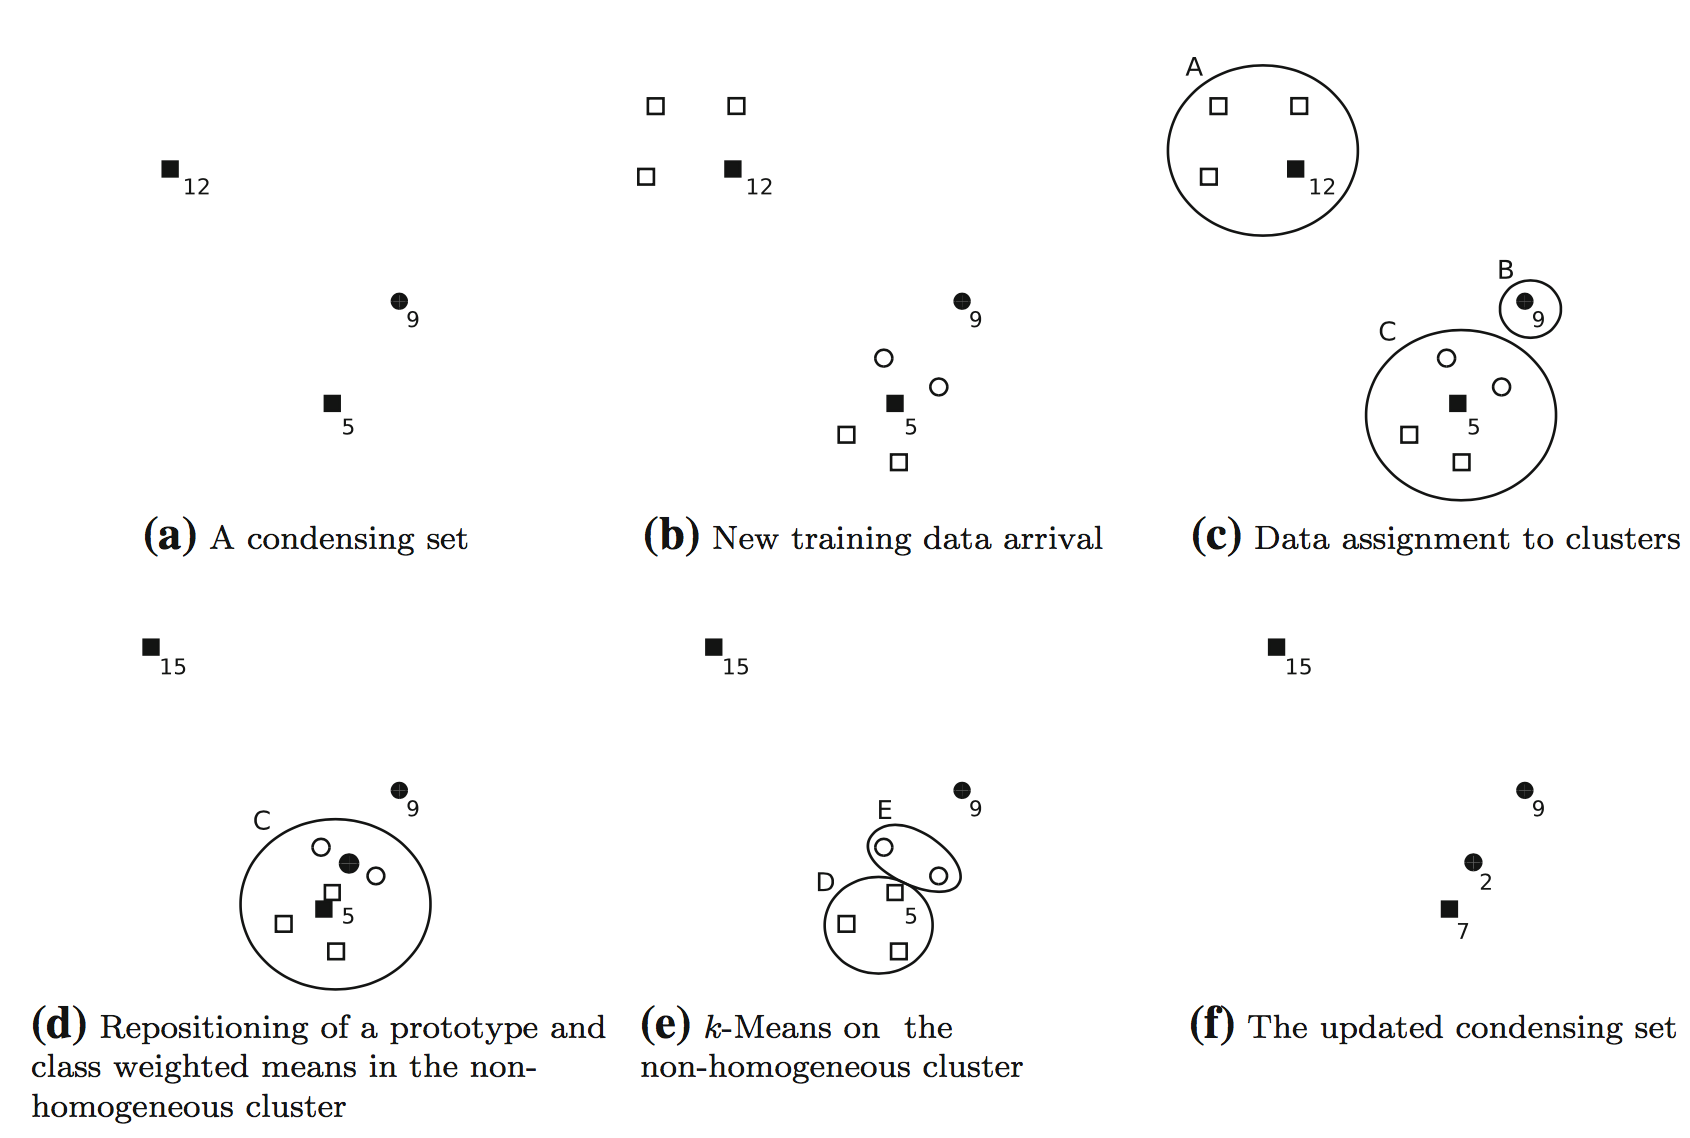 12
9
5
(a) A condensing set
12
9
5
(b) New training data arrival
A
12
B
9
C
5
(c) Data assignment to clusters
15
9
C
5
(d) Repositioning of a prototype and
class weighted means in the non-
homogeneous cluster
15
9
E
D
5
(e) k-Means on the
non-homogeneous cluster
15
9
2
7
(f) The updated condensing set